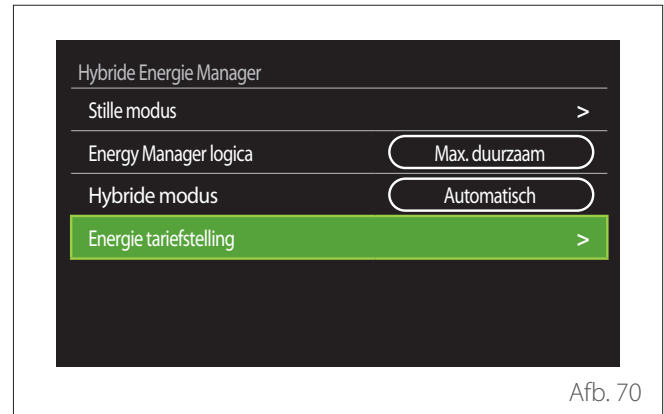 Hybride Energie Manager
Stille modus >
Energy Manager logica Max. duurzaam
Hybride modus Automatisch
Energie tariefstelling >
Afb. 70